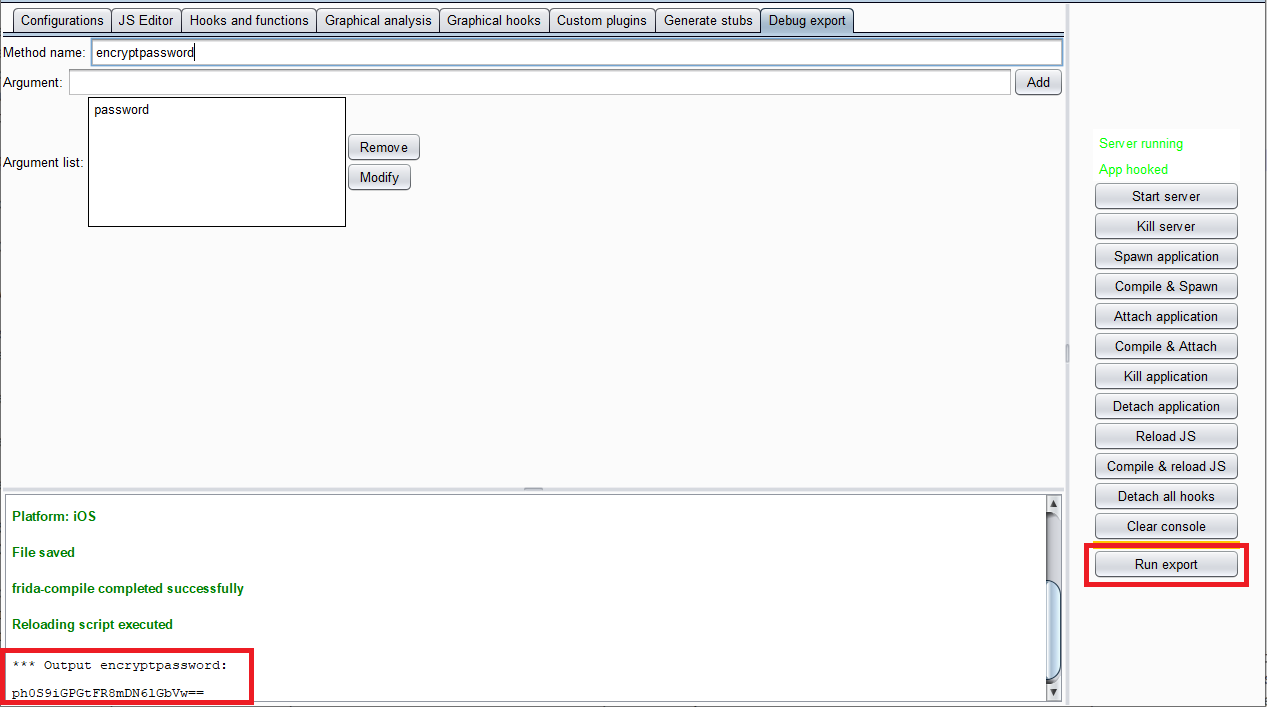 Configurations JS Editor Hooks and functions Graphical analysis Graphical hooks Custom plugins Generate stubs Debug export
Method name: encryptpassword
Argument: Add
password
Argument list:
Remove
Modify
Server running
App hooked
Start server
Kill server
Spawn application
Compile & Spawn
Attach application
Compile & Attach
Kill application
Detach application
Reload JS
Compile & reload JS
Detach all hooks
Clear console
Run export
Platform: iOS
File saved
frida-compile completed successfully
Reloading script executed
*** Output encryptpassword:
ph0S9iGPGtFR8mDN6lGbVw==